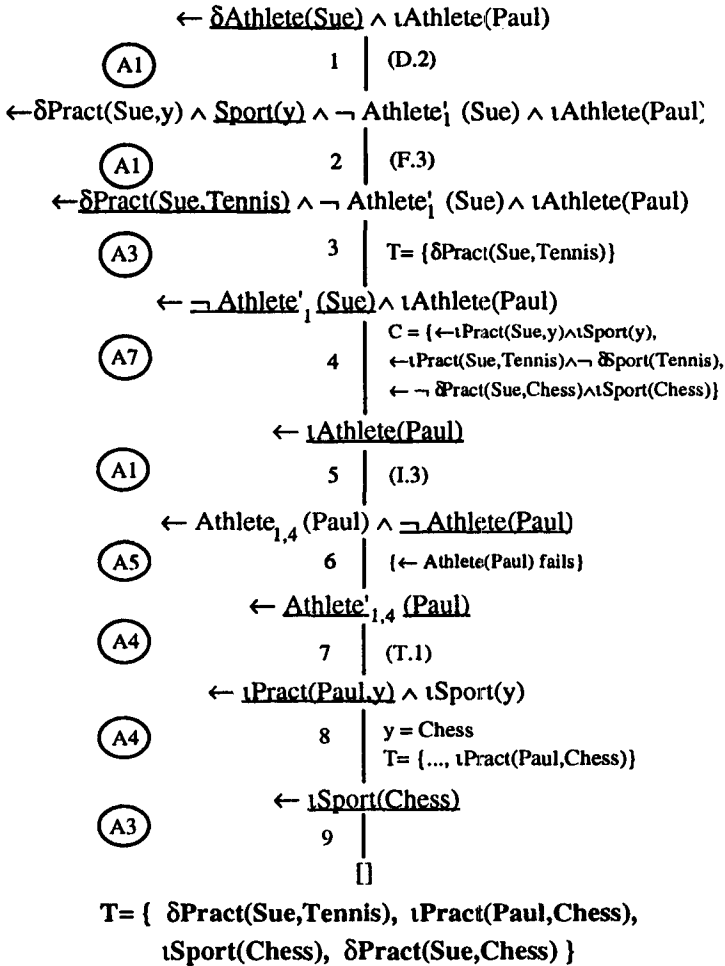 ← δAthlete(Sue) ∧ ιAthlete(Paul)
A1 1 (D.2)
←δPract(Sue,y) ∧ Sport(y) ∧ ¬ Athlete'₁ (Sue) ∧ ιAthlete(Paul)
A1 2 (F.3)
←δPract(Sue,Tennis) ∧ ¬ Athlete'₁ (Sue) ∧ ιAthlete(Paul)
A3 3 T= {δPract(Sue,Tennis)}
← ¬ Athlete'₁ (Sue) ∧ ιAthlete(Paul)
C = {←ιPract(Sue,y)∧ιSport(y),
A7 4 ←ιPract(Sue,Tennis)∧¬ δSport(Tennis),
← ¬ δPract(Sue,Chess)∧ιSport(Chess)}
← ιAthlete(Paul)
A1 5 (I.3)
← Athlete₁,₄ (Paul) ∧ ¬ Athlete(Paul)
A5 6 {← Athlete(Paul) fails}
← Athlete'₁,₄ (Paul)
A4 7 (T.1)
← ιPract(Paul,y) ∧ ιSport(y)
A4 8 y = Chess
T= {..., ιPract(Paul,Chess)}
← ιSport(Chess)
A3 9
[]
T= { δPract(Sue,Tennis), ιPract(Paul,Chess),
ιSport(Chess), δPract(Sue,Chess) }